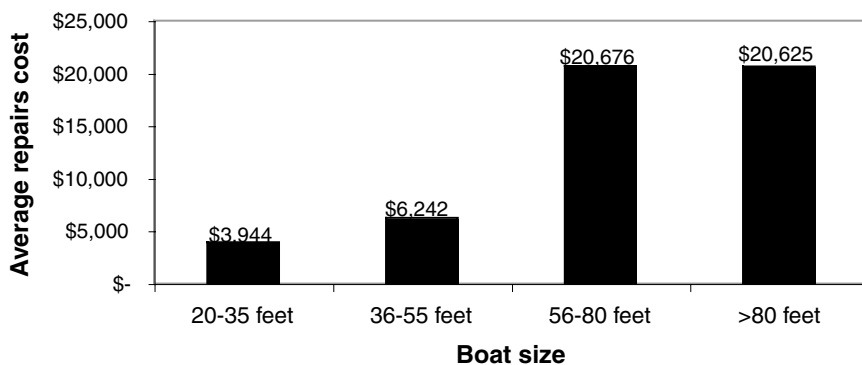 $25,000
$20,000
$15,000
$10,000
$5,000
$-
Average repairs cost
$3,944
$6,242
$20,676
$20,625
20-35 feet
36-55 feet
56-80 feet
>80 feet
Boat size